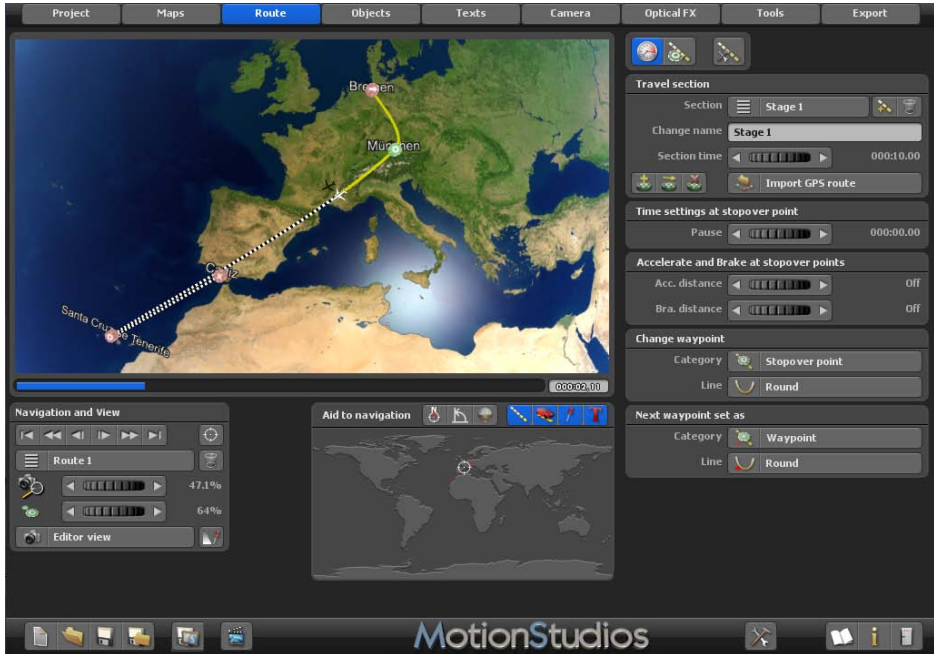 Project Maps Route Objects Texts Camera Optical FX Tools Export
Bremen
München
Cadiz
Santa Cruz de Tenerife
000:02,11
Travel section
Section Stage 1
Change name Stage 1
Section time 000:10.00
Import GPS route
Time settings at stopover point
Pause 000:00.00
Accelerate and Brake at stopover points
Acc. distance Off
Bra. distance Off
Change waypoint
Category Stopover point
Line Round
Next waypoint set as
Category Waypoint
Line Round
Navigation and View
Route 1
47.1%
64%
Editor view
Aid to navigation
N
MotionStudios